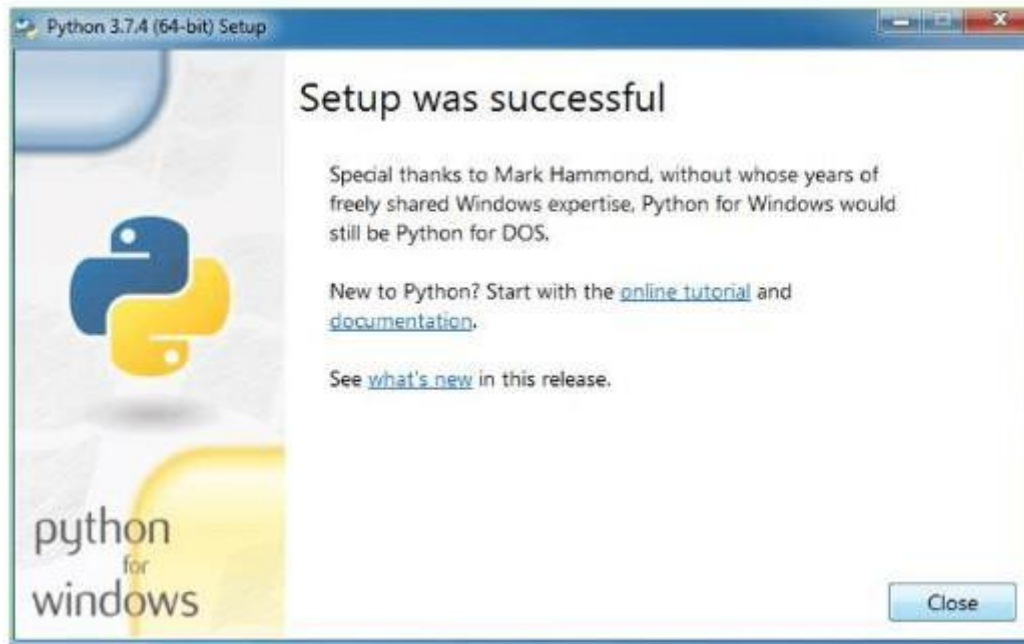 Python 3.7.4 (64-bit) Setup
Setup was successful
Special thanks to Mark Hammond, without whose years of
freely shared Windows expertise, Python for Windows would
still be Python for DOS.
New to Python? Start with the online tutorial and
documentation.
See what's new in this release.
python
for
windows
Close